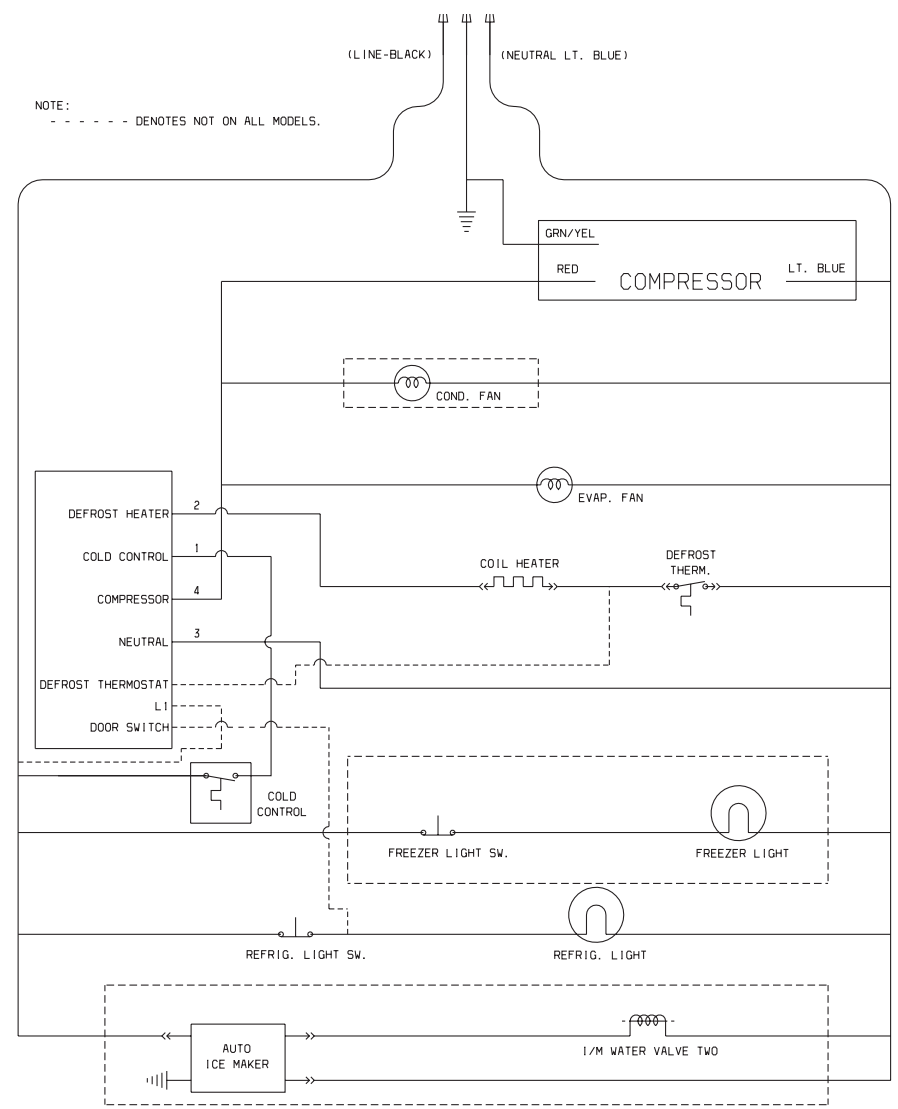 (LINE-BLACK)
(NEUTRAL LT. BLUE)
NOTE:
- - - - - - DENOTES NOT ON ALL MODELS.
GRN/YEL
RED
COMPRESSOR
LT. BLUE
COND. FAN
EVAP. FAN
DEFROST HEATER
2
COLD CONTROL
1
COMPRESSOR
4
NEUTRAL
3
DEFROST THERMOSTAT
L1
DOOR SWITCH
COIL HEATER
DEFROST
THERM.
COLD
CONTROL
FREEZER LIGHT SW.
FREEZER LIGHT
REFRIG. LIGHT SW.
REFRIG. LIGHT
AUTO
ICE MAKER
I/M WATER VALVE TWO